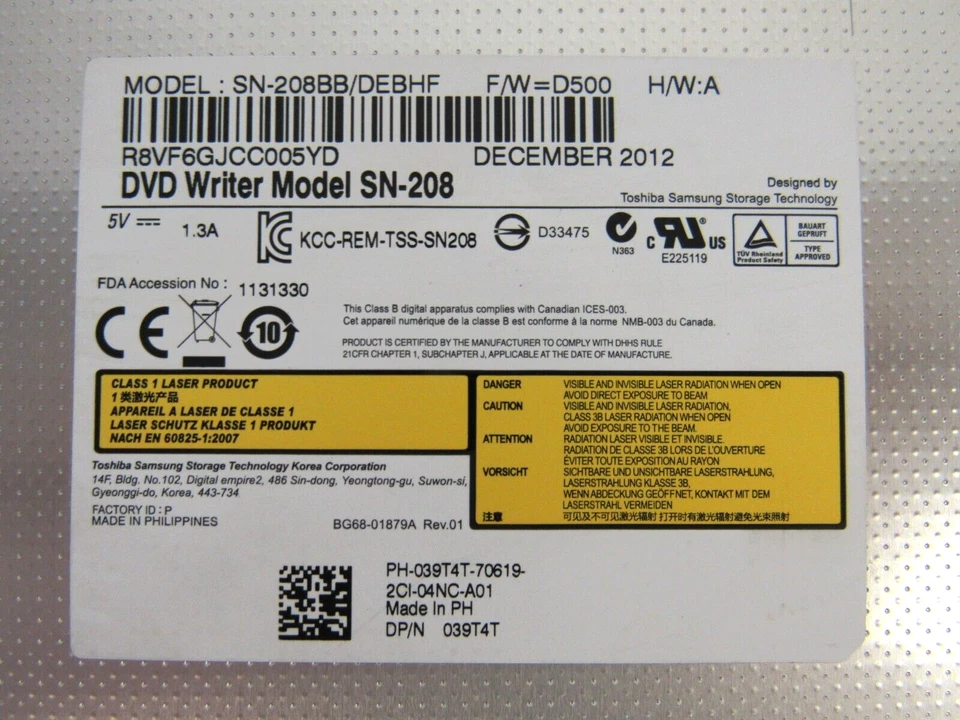 MODEL : SN-208BB/DEBHF F/W=D500 H/W:A
R8VF6GJCC005YD DECEMBER 2012
DVD Writer Model SN-208
Designed by
Toshiba Samsung Storage Technology
5V 1.3A
KCC-REM-TSS-SN208
D33475
N363
C UL ® US
E225119
TÜV Rheinland
Product Safety
BAUART
GEPRUFT
TYPE
APPROVED
FDA Accession No : 1131330
CE
10
This Class B digital apparatus complies with Canadian ICES-003.
Cet appareil numérique de la classe B est conforme à la norme NMB-003 du Canada.
PRODUCT IS CERTIFIED BY THE MANUFACTURER TO COMPLY WITH DHHS RULE
21CFR CHAPTER 1, SUBCHAPTER J, APPLICABLE AT THE DATE OF MANUFACTURE.
CLASS 1 LASER PRODUCT
1 类激光产品
APPAREIL A LASER DE CLASSE 1
LASER SCHUTZ KLASSE 1 PRODUKT
NACH EN 60825-1:2007
DANGER VISIBLE AND INVISIBLE LASER RADIATION WHEN OPEN
AVOID DIRECT EXPOSURE TO BEAM
CAUTION VISIBLE AND INVISIBLE LASER RADIATION,
CLASS 3B LASER RADIATION WHEN OPEN
AVOID EXPOSURE TO THE BEAM.
ATTENTION RADIATION LASER VISIBLE ET INVISIBLE.
RADIATION DE CLASSE 3B LORS DE L'OUVERTURE
ÉVITER TOUTE EXPOSITION AU RAYON
VORSICHT SICHTBARE UND UNSICHTBARE LASERSTRAHLUNG,
LASERSTRAHLUNG KLASSE 3B,
WENN ABDECKUNG GEÖFFNET, KONTAKT MIT DEM
LASERSTRAHL VERMEIDEN
注意 可见及不可见激光辐射 打开时有激光辐射避免光束照射
Toshiba Samsung Storage Technology Korea Corporation
14F, Bldg. No.102, Digital empire2, 486 Sin-dong, Yeongtong-gu, Suwon-si,
Gyeonggi-do, Korea, 443-734
FACTORY ID : P
MADE IN PHILIPPINES
BG68-01879A Rev.01
PH-039T4T-70619-
2CI-04NC-A01
Made In PH
DP/N 039T4T